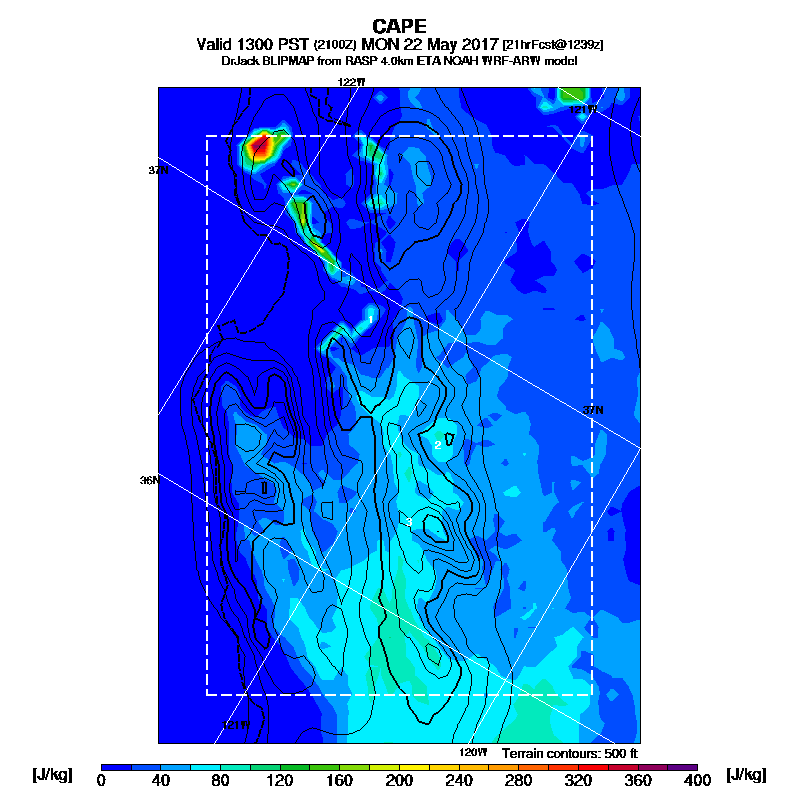 CAPE
Valid 1300 PST (2100Z) MON 22 May 2017 [21hrFcst@1239z]
DrJack BLIPMAP from RASP 4.0km ETA NOAH WRF-ARW model
122W
121W
37N
1
37N
2
36N
3
121W
120W Terrain contours: 500 ft
[J/kg] 0 40 80 120 160 200 240 280 320 360 400 [J/kg]